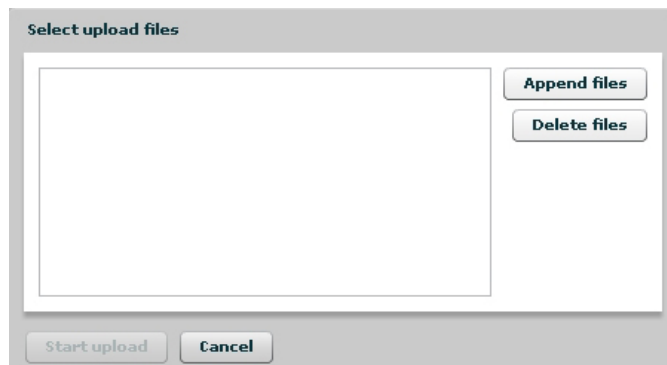 Select upload files
Append files
Delete files
Start upload
Cancel